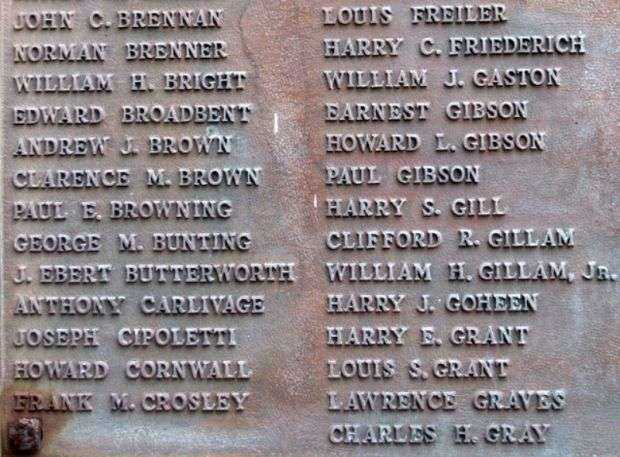 JOHN C. BRENNAN
NORMAN BRENNER
WILLIAM H. BRIGHT
EDWARD BROADBENT
ANDREW J. BROWN
CLARENCE M. BROWN
PAUL E. BROWNING
GEORGE M. BUNTING
J. EBERT BUTTERWORTH
ANTHONY CARLIVAGE
JOSEPH CIPOLETTI
HOWARD CORNWALL
FRANK M. CROSLEY
LOUIS FREILER
HARRY C. FRIEDERICH
WILLIAM J. GASTON
EARNEST GIBSON
HOWARD L. GIBSON
PAUL GIBSON
HARRY S. GILL
CLIFFORD R. GILLAM
WILLIAM H. GILLAM, Jr.
HARRY J. GOHEEN
HARRY E. GRANT
LOUIS S. GRANT
LAWRENCE GRAVES
CHARLES H. GRAY